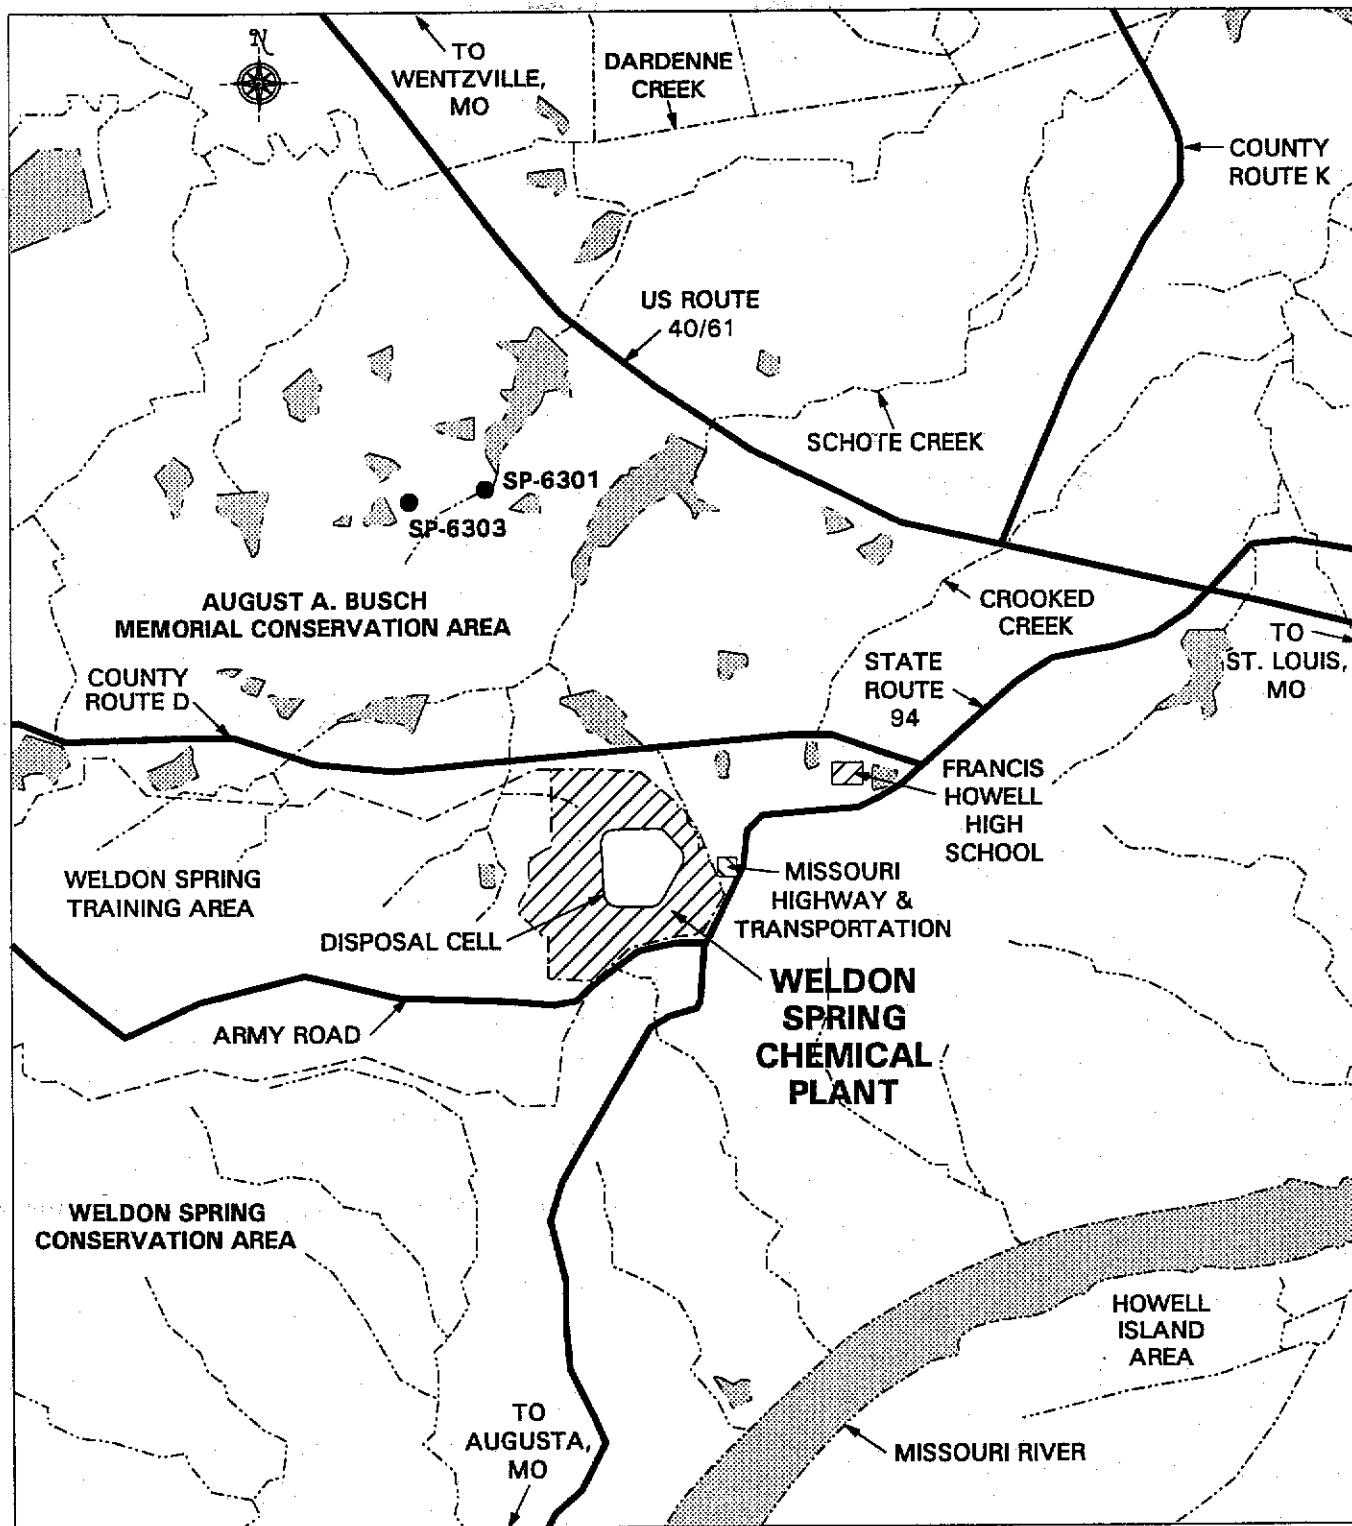 N
TO
WENTZVILLE,
MO
DARDENNE
CREEK
COUNTY
ROUTE K
US ROUTE
40/61
SCHOTE CREEK
SP-6301
SP-6303
AUGUST A. BUSCH
MEMORIAL CONSERVATION AREA
CROOKED
CREEK
TO
ST. LOUIS,
MO
COUNTY
ROUTE D
STATE
ROUTE
94
FRANCIS
HOWELL
HIGH
SCHOOL
WELDON SPRING
TRAINING AREA
MISSOURI
HIGHWAY &
TRANSPORTATION
DISPOSAL CELL
WELDON
SPRING
CHEMICAL
PLANT
ARMY ROAD
WELDON SPRING
CONSERVATION AREA
HOWELL
ISLAND
AREA
TO
AUGUSTA,
MO
MISSOURI RIVER